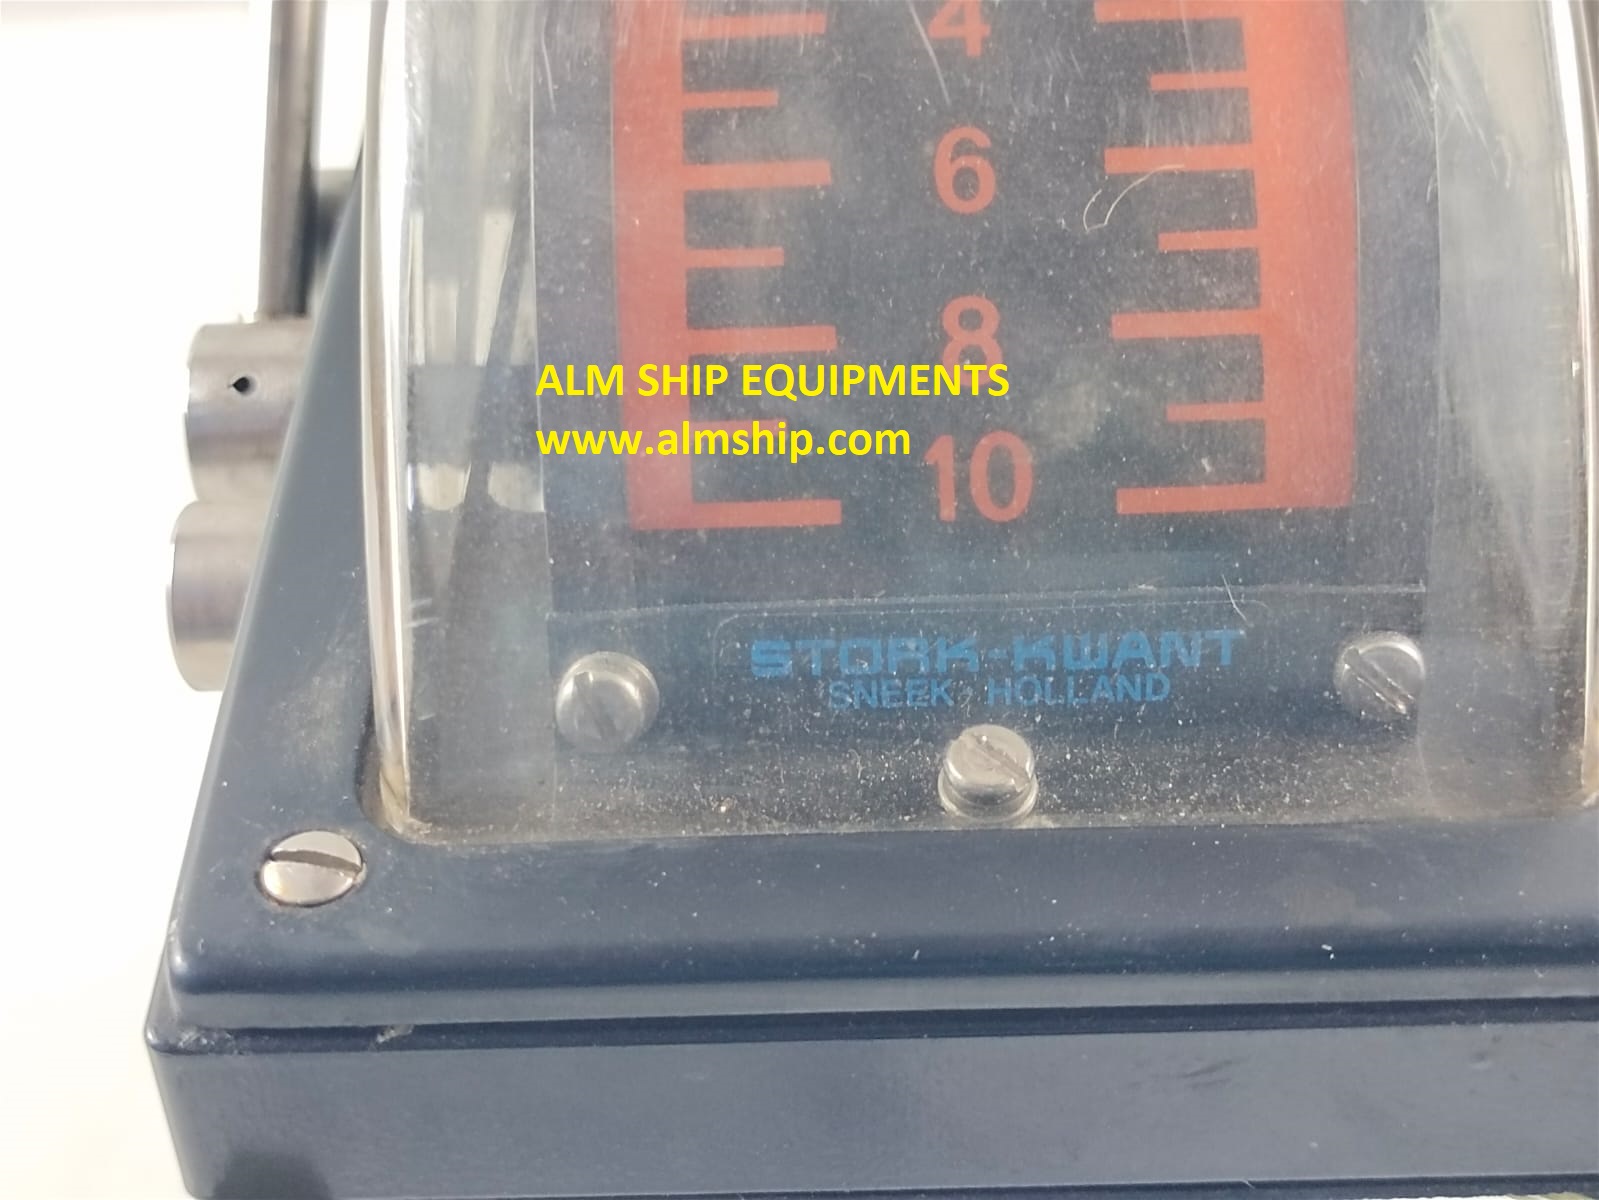 4
6
8
ALM SHIP EQUIPMENTS
www.almship.com
10
STORK-KWANT
SNEEK - HOLLAND